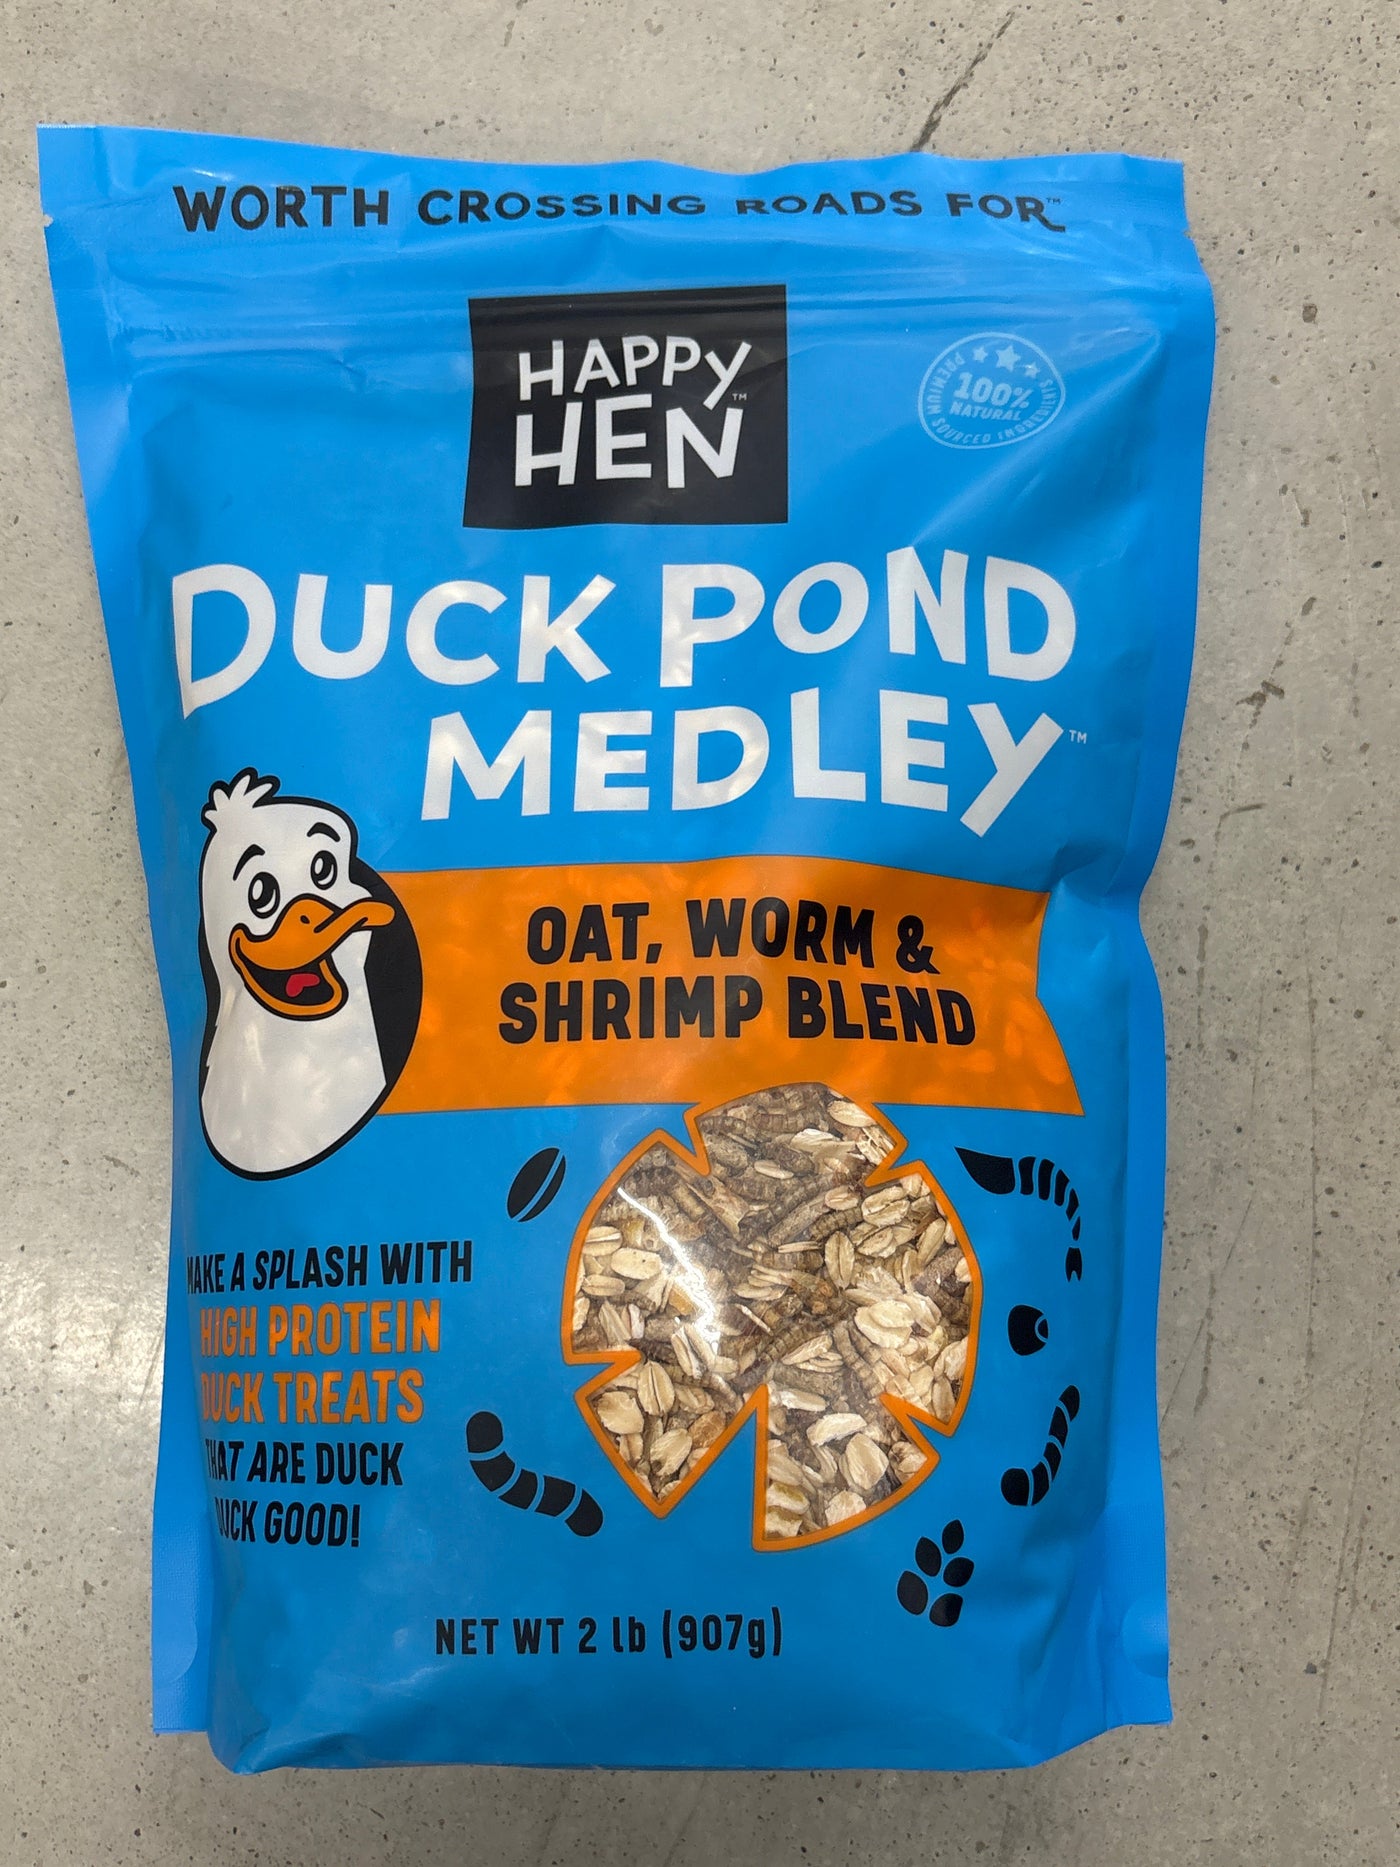 WORTH CROSSING ROADS FOR™
HAPPY
HEN™
PREMIUM SOURCED INGREDIENTS
100%
NATURAL
DUCK POND
MEDLEY™
OAT, WORM &
SHRIMP BLEND
MAKE A SPLASH WITH
HIGH PROTEIN
DUCK TREATS
THAT ARE DUCK
DUCK GOOD!
NET WT 2 lb (907g)